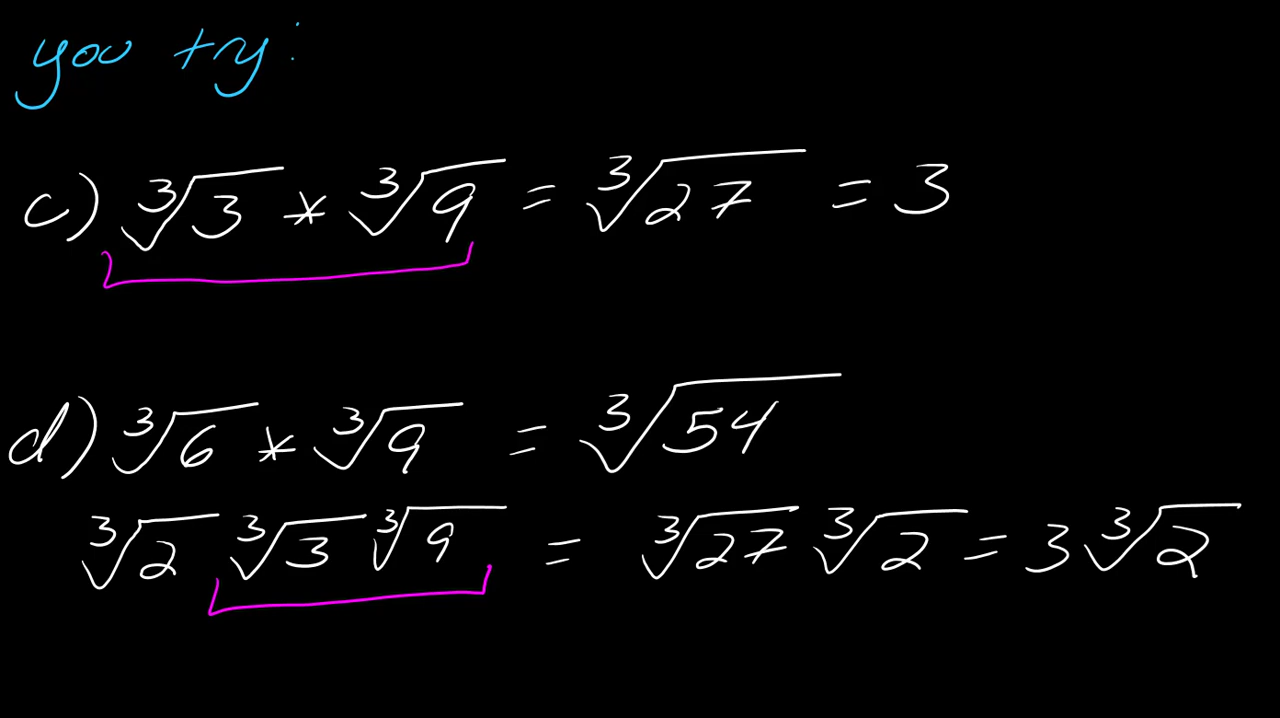 you try:
c) ∛3 * ∛9 = ∛27 = 3
d) ∛6 * ∛9 = ∛54
∛2 ∛3 ∛9 = ∛27 ∛2 = 3 ∛2